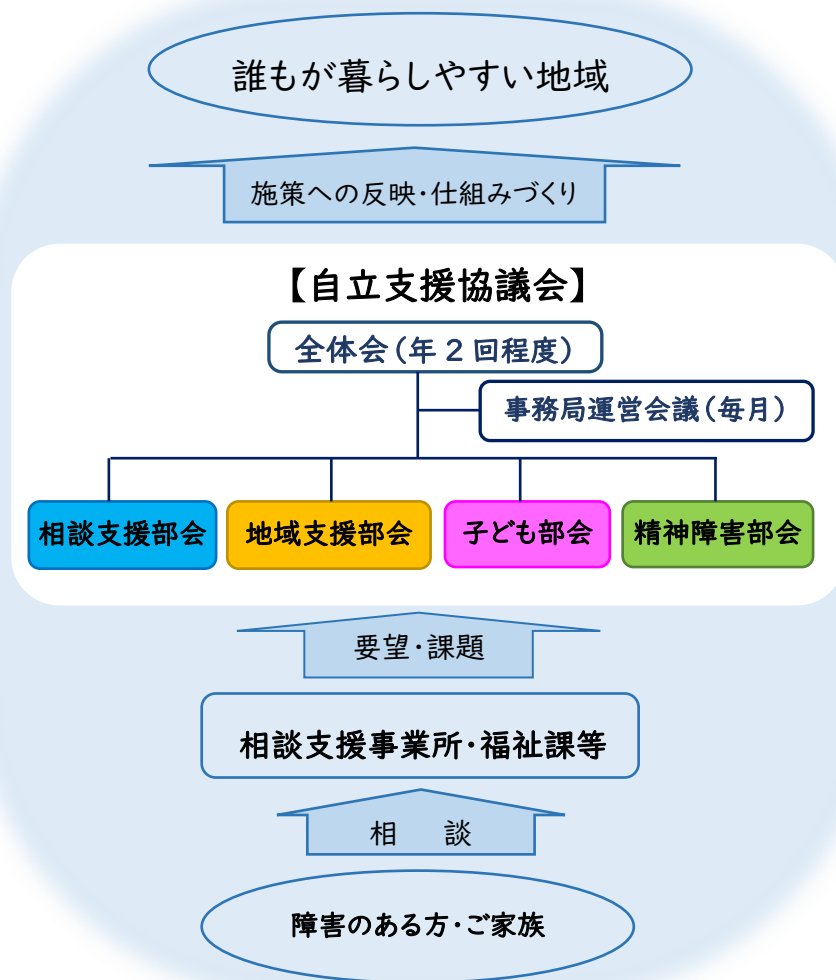 誰もが暮らしやすい地域
施策への反映・仕組みづくり
【自立支援協議会】
全体会(年2回程度)
事務局運営会議(毎月)
相談支援部会
地域支援部会
子ども部会
精神障害部会
要望・課題
相談支援事業所・福祉課等
相　談
障害のある方・ご家族